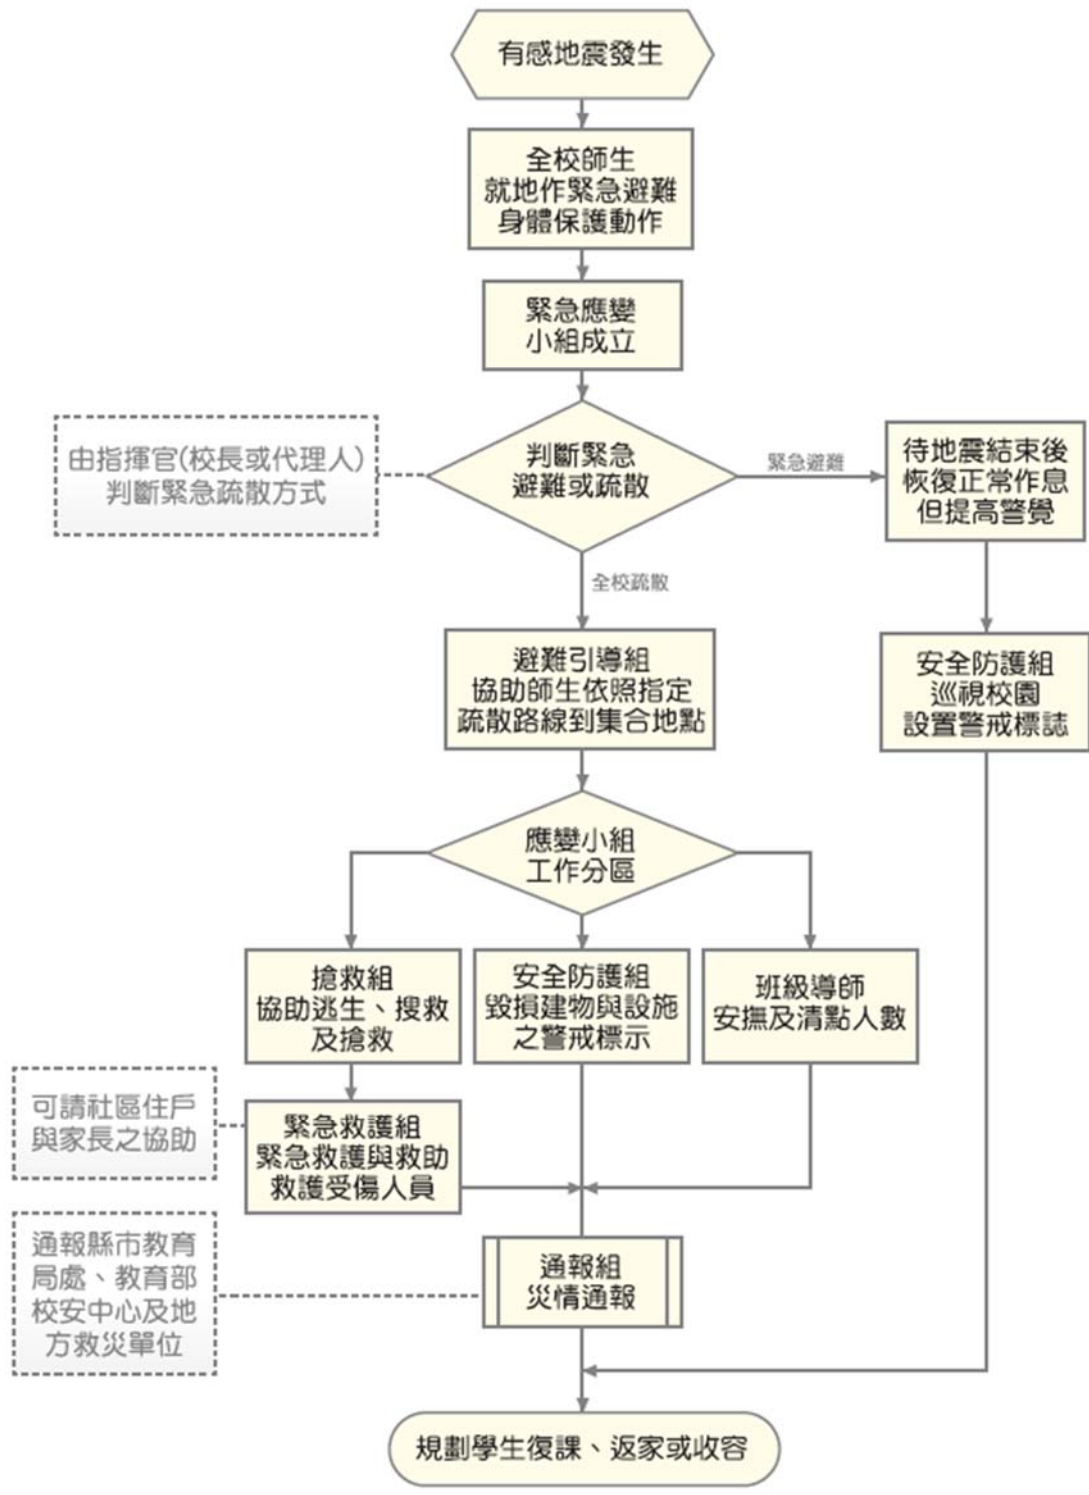 有感地震發生
全校師生
就地作緊急避難
身體保護動作
緊急應變
小組成立
由指揮官(校長或代理人)
判斷緊急疏散方式
判斷緊急
避難或疏散
緊急避難
待地震結束後
恢復正常作息
但提高警覺
全校疏散
避難引導組
協助師生依照指定
疏散路線到集合地點
安全防護組
巡視校園
設置警戒標誌
應變小組
工作分區
搶救組
協助逃生、搜救
及搶救
安全防護組
毀損建物與設施
之警戒標示
班級導師
安撫及清點人數
可請社區住戶
與家長之協助
緊急救護組
緊急救護與救助
救護受傷人員
通報縣市教育
局處、教育部
校安中心及地
方救災單位
通報組
災情通報
規劃學生復課、返家或收容